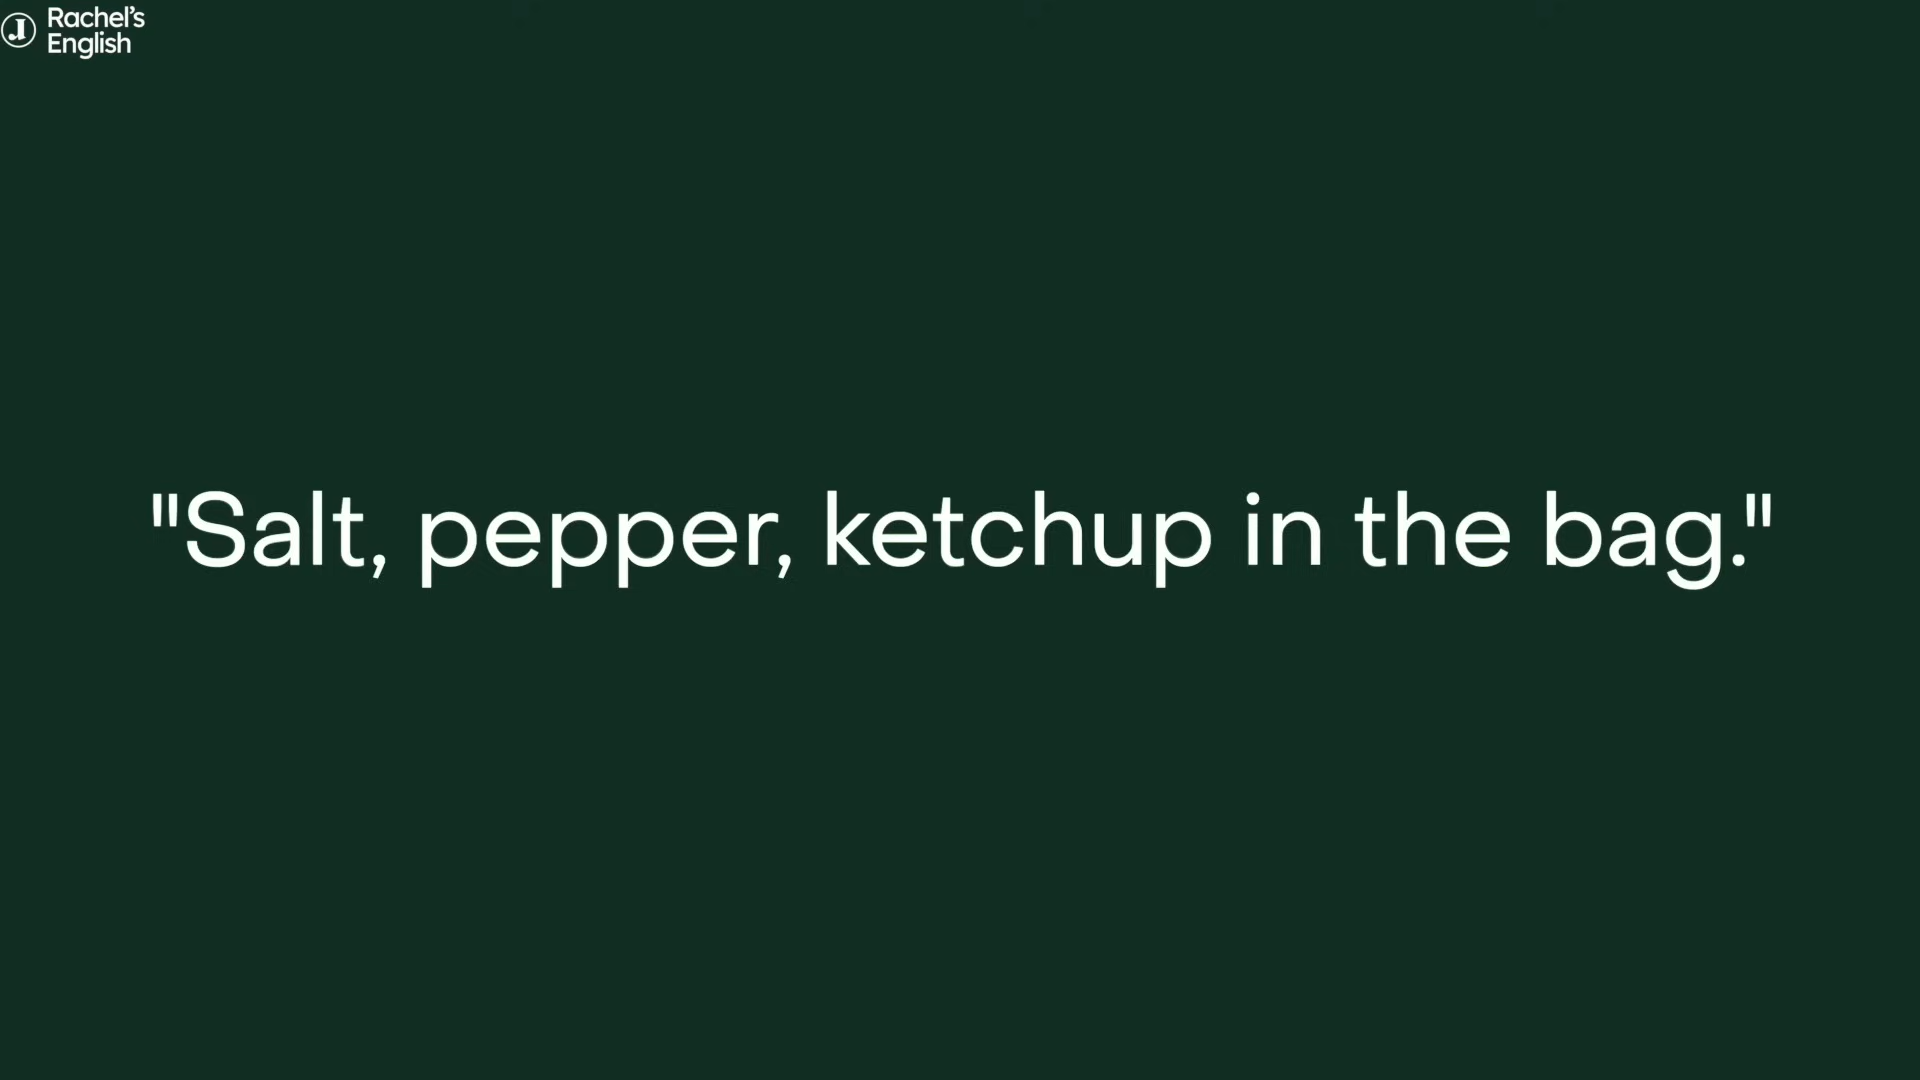 Rachel's
English
"Salt, pepper, ketchup in the bag."